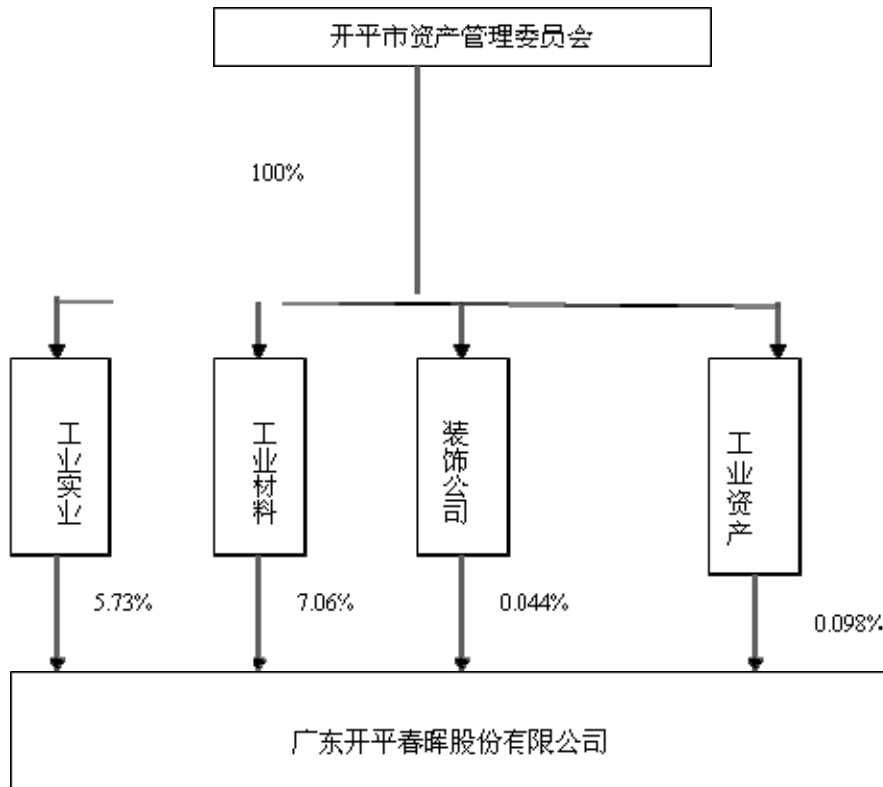 开平市资产管理委员会
100%
工业实业
工业材料
装饰公司
工业资产
5.73%
7.06%
0.044%
0.098%
广东开平春晖股份有限公司